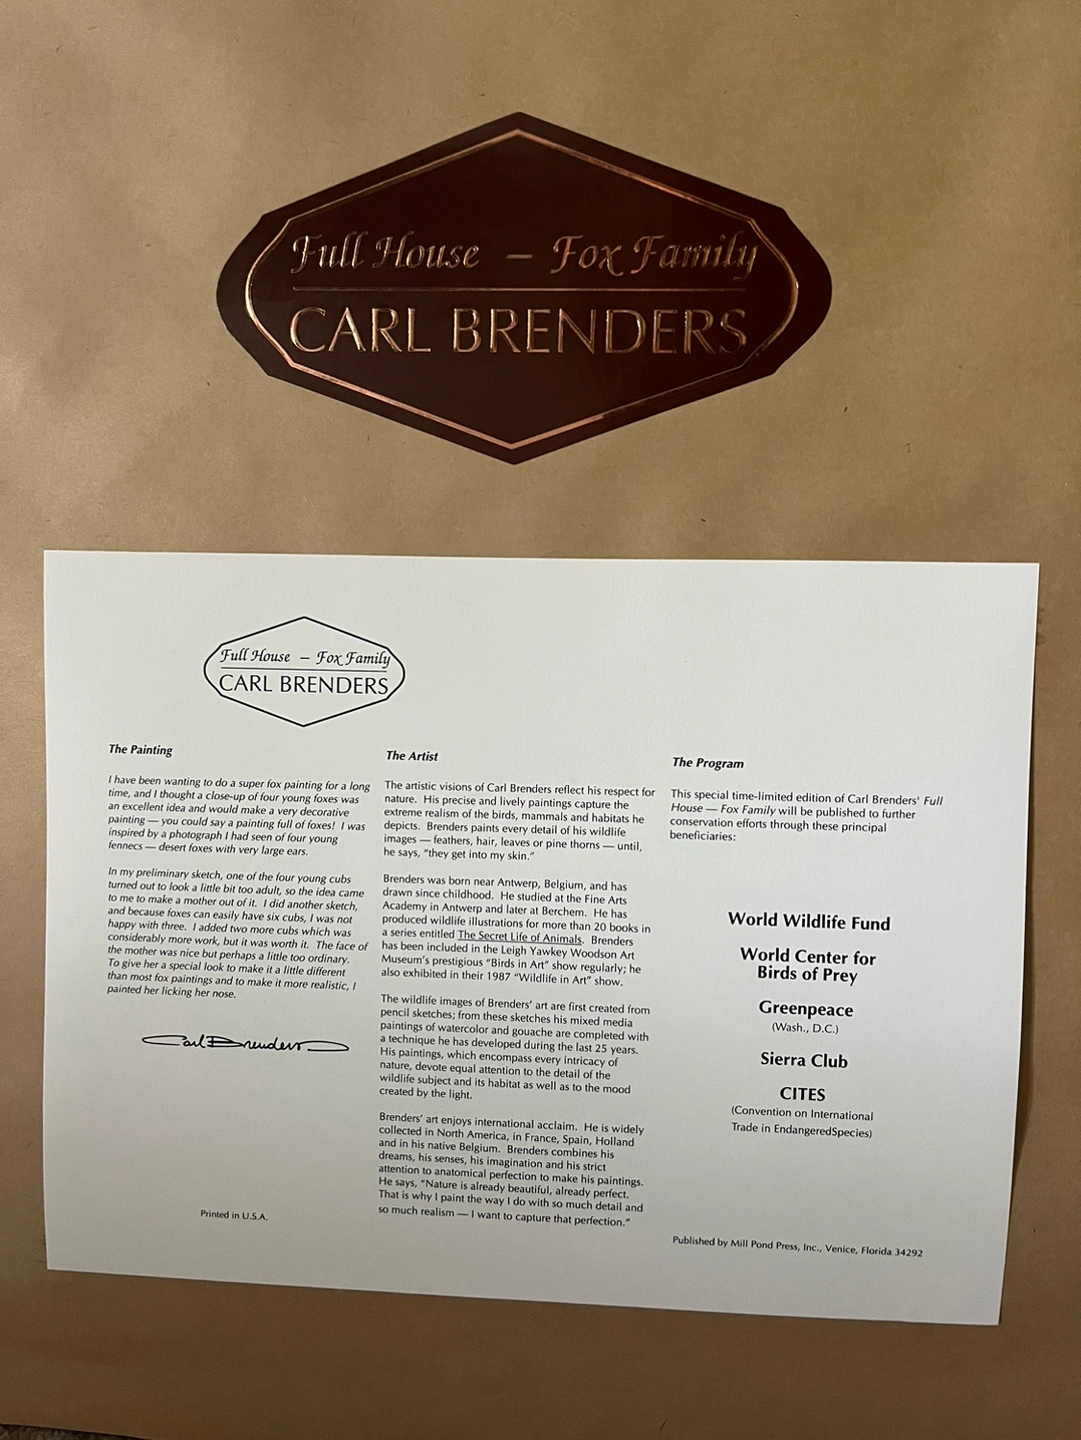 Full House – Fox Family
CARL BRENDERS
Full House – Fox Family
CARL BRENDERS
The Painting
I have been wanting to do a super fox painting for a long
time, and I thought a close-up of four young foxes was
an excellent idea and would make a very decorative
painting — you could say a painting full of foxes! I was
inspired by a photograph I had seen of four young
fennecs — desert foxes with very large ears.
In my preliminary sketch, one of the four young cubs
turned out to look a little bit too adult, so the idea came
to me to make a mother out of it. I did another sketch,
and because foxes can easily have six cubs, I was not
happy with three. I added two more cubs which was
considerably more work, but it was worth it. The face of
the mother was nice but perhaps a little too ordinary.
To give her a special look to make it a little different
than most fox paintings and to make it more realistic, I
painted her licking her nose.
Carl Brenders
Printed in U.S.A.
The Artist
The artistic visions of Carl Brenders reflect his respect for
nature. His precise and lively paintings capture the
extreme realism of the birds, mammals and habitats he
depicts. Brenders paints every detail of his wildlife
images — feathers, hair, leaves or pine thorns — until,
he says, "they get into my skin."
Brenders was born near Antwerp, Belgium, and has
drawn since childhood. He studied at the Fine Arts
Academy in Antwerp and later at Berchem. He has
produced wildlife illustrations for more than 20 books in
a series entitled The Secret Life of Animals. Brenders
has been included in the Leigh Yawkey Woodson Art
Museum's prestigious "Birds in Art" show regularly; he
also exhibited in their 1987 "Wildlife in Art" show.
The wildlife images of Brenders' art are first created from
pencil sketches; from these sketches his mixed media
paintings of watercolor and gouache are completed with
a technique he has developed during the last 25 years.
His paintings, which encompass every intricacy of
nature, devote equal attention to the detail of the
wildlife subject and its habitat as well as to the mood
created by the light.
Brenders' art enjoys international acclaim. He is widely
collected in North America, in France, Spain, Holland
and in his native Belgium. Brenders combines his
dreams, his senses, his imagination and his strict
attention to anatomical perfection to make his paintings.
He says, "Nature is already beautiful, already perfect.
That is why I paint the way I do with so much detail and
so much realism — I want to capture that perfection."
The Program
This special time-limited edition of Carl Brenders' Full
House — Fox Family will be published to further
conservation efforts through these principal
beneficiaries:
World Wildlife Fund
World Center for
Birds of Prey
Greenpeace
(Wash., D.C.)
Sierra Club
CITES
(Convention on International
Trade in EndangeredSpecies)
Published by Mill Pond Press, Inc., Venice, Florida 34292